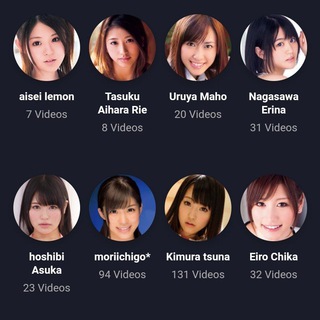 aisei lemon
7 Videos
Tasuku
Aihara Rie
8 Videos
Uruya Maho
20 Videos
Nagasawa
Erina
31 Videos
hoshibi
Asuka
23 Videos
moriichigo*
94 Videos
Kimura tsuna
131 Videos
Eiro Chika
32 Videos